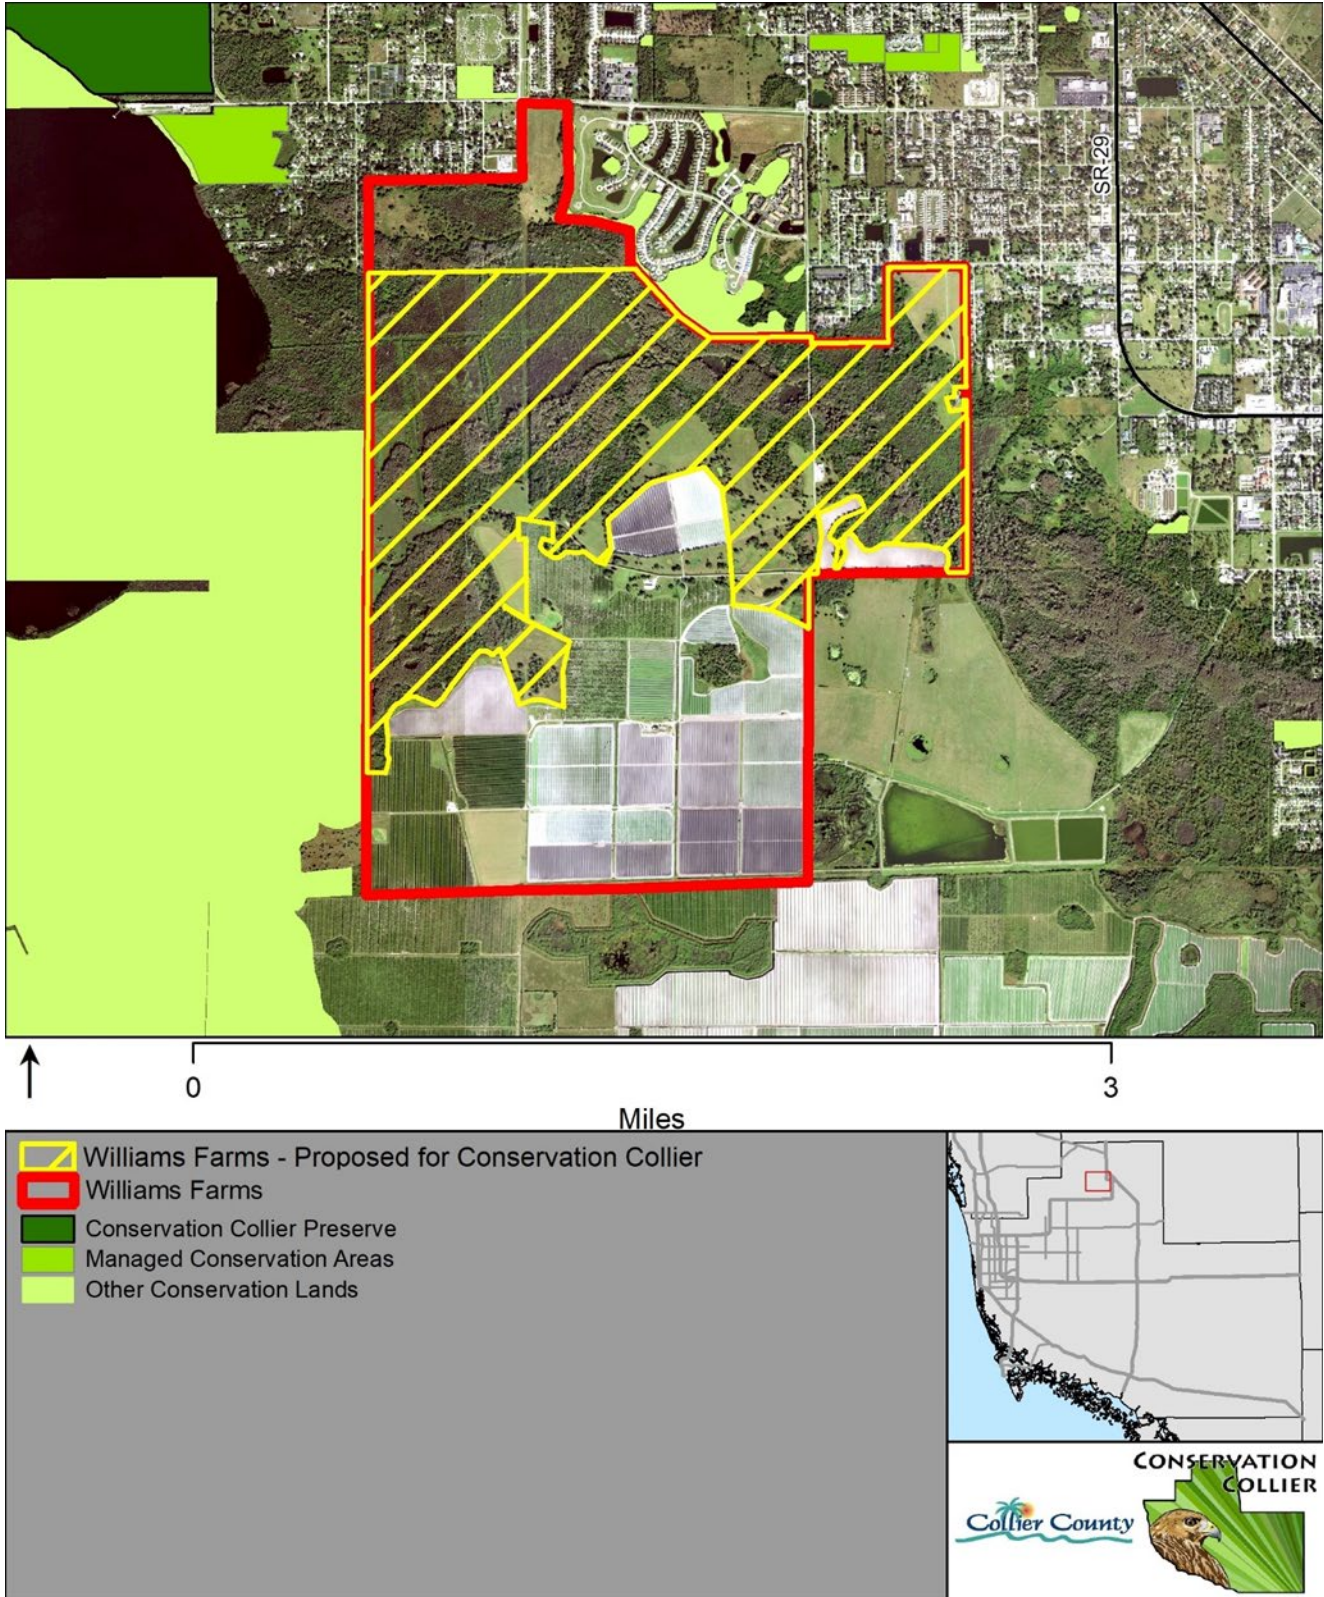 SR-29
0
3
Miles
Williams Farms - Proposed for Conservation Collier
Williams Farms
Conservation Collier Preserve
Managed Conservation Areas
Other Conservation Lands
CONSERVATION
COLLIER
Collier County